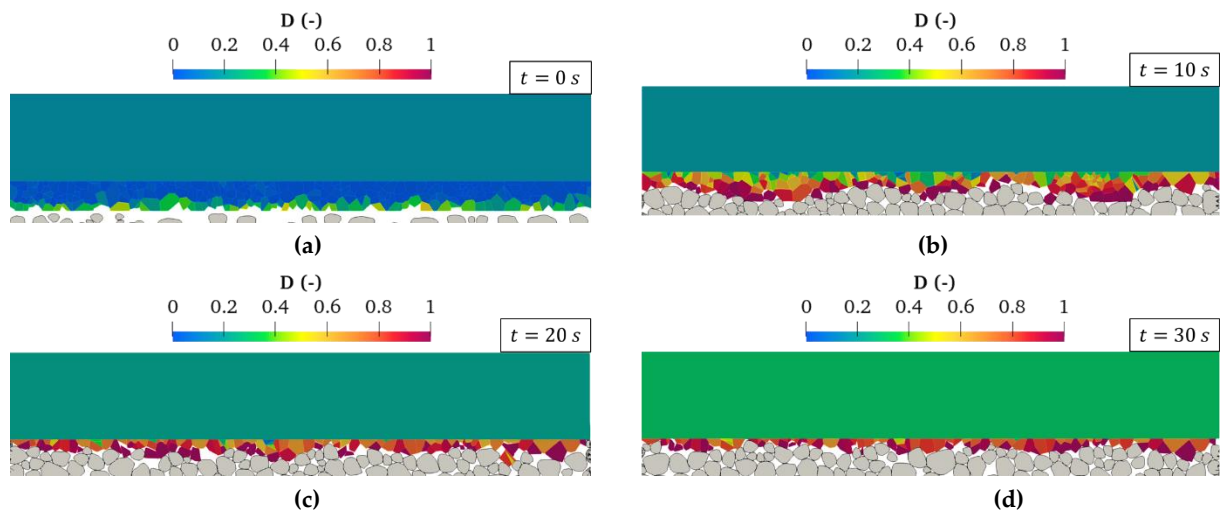 D (-)
0 0.2 0.4 0.6 0.8 1
t = 0 s
(a)
D (-)
0 0.2 0.4 0.6 0.8 1
t = 10 s
(b)
D (-)
0 0.2 0.4 0.6 0.8 1
t = 20 s
(c)
D (-)
0 0.2 0.4 0.6 0.8 1
t = 30 s
(d)